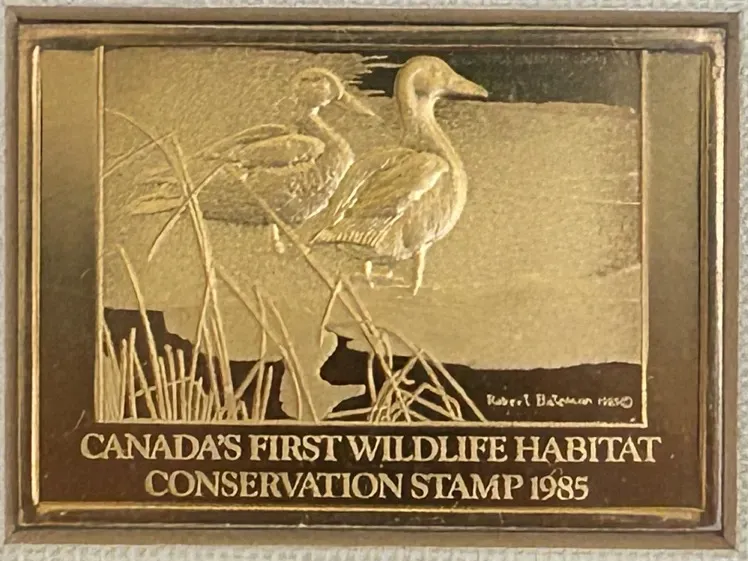 Robert Bateman 1985©
CANADA'S FIRST WILDLIFE HABITAT
CONSERVATION STAMP 1985